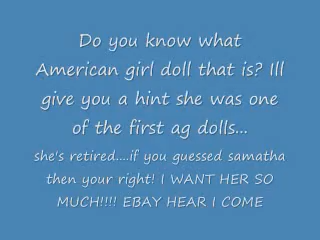 Do you know what
American girl doll that is? Ill
give you a hint she was one
of the first ag dolls...
she's retired....if you guessed samatha
then your right! I WANT HER SO
MUCH!!!! EBAY HEAR I COME